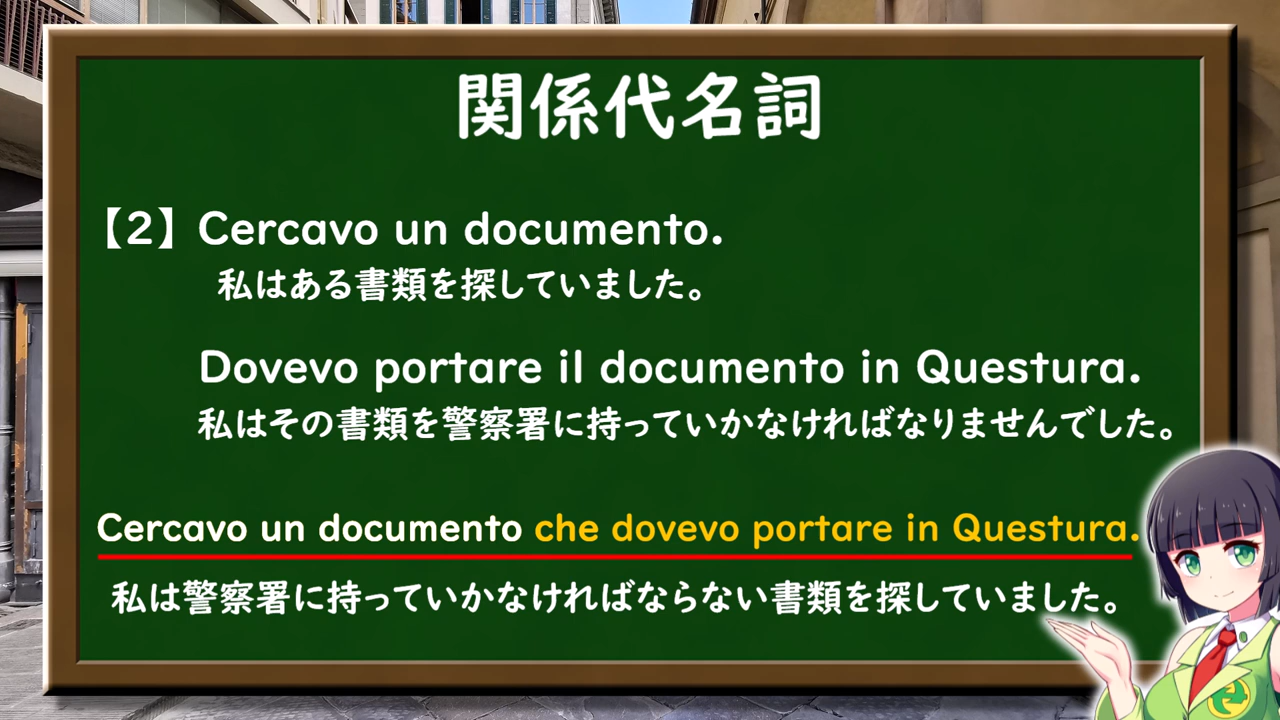 関係代名詞
【2】Cercavo un documento.
私はある書類を探していました。
Dovevo portare il documento in Questura.
私はその書類を警察署に持っていかなければなりませんでした。
Cercavo un documento che dovevo portare in Questura.
私は警察署に持っていかなければならない書類を探していました。